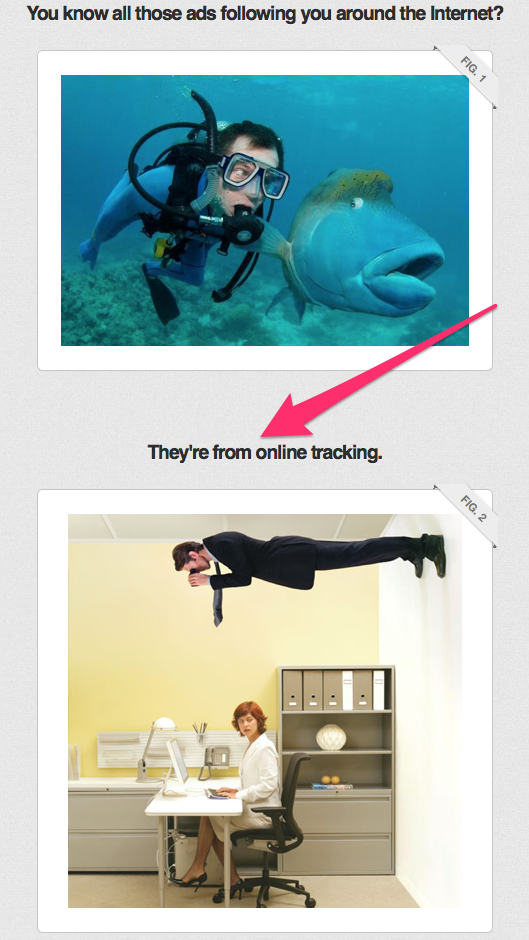 You know all those ads following you around the Internet?
FIG. 1
They're from online tracking.
FIG. 2